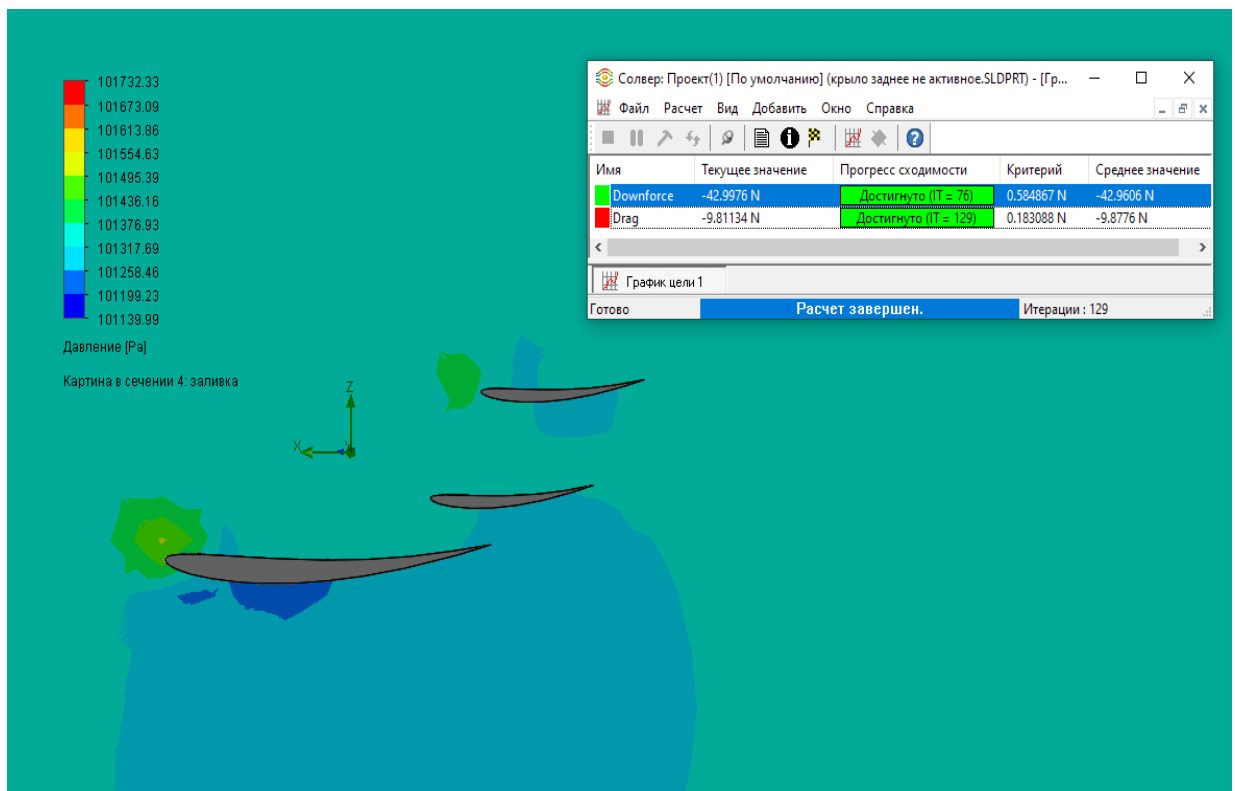 101732.33
101673.09
101613.86
101554.63
101495.39
101436.16
101376.93
101317.69
101258.46
101199.23
101139.99
Давление [Pa]
Картина в сечении 4: заливка
Z
X
Солвер: Проект(1) [По умолчанию] (крыло заднее не активное.SLDPRT) - [Гр...
Файл Расчет Вид Добавить Окно Справка
Имя Текущее значение Прогресс сходимости Критерий Среднее значение
Downforce -42.9976 N Достигнуто (IT = 76) 0.584867 N -42.9606 N
Drag -9.81134 N Достигнуто (IT = 129) 0.183088 N -9.8776 N
График цели 1
Готово Расчет завершен. Итерации : 129